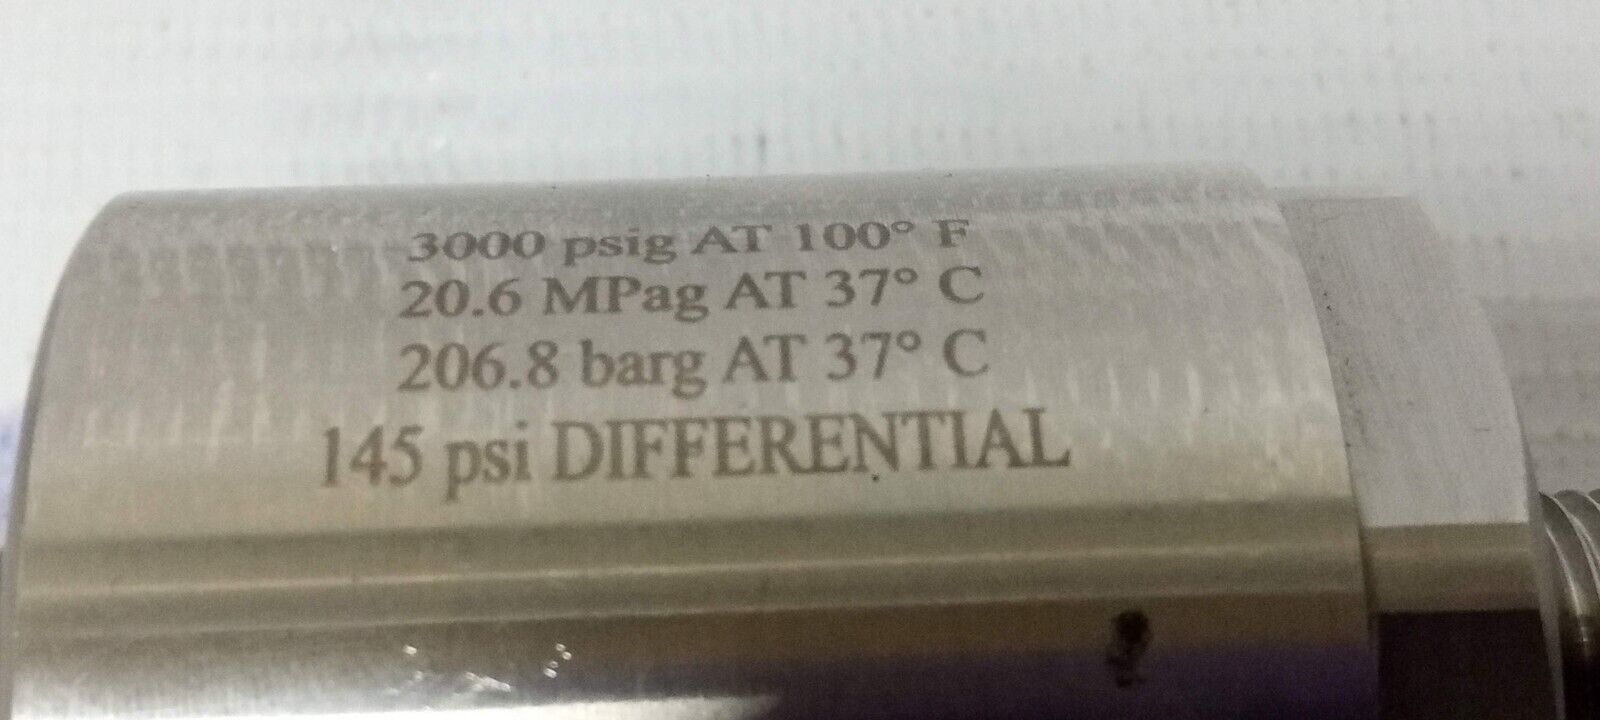 3000 psig AT 100° F
20.6 MPag AT 37° C
206.8 barg AT 37° C
145 psi DIFFERENTIAL